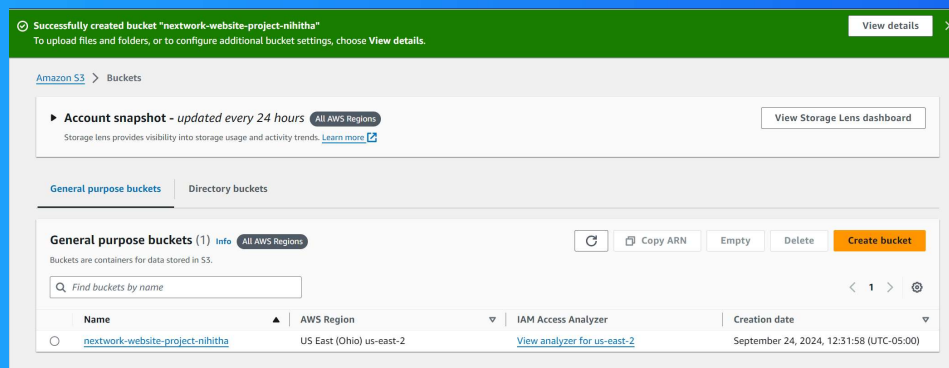 Successfully created bucket "nextwork-website-project-nihitha"
To upload files and folders, or to configure additional bucket settings, choose View details.
View details
Amazon S3 > Buckets
Account snapshot - updated every 24 hours All AWS Regions
Storage lens provides visibility into storage usage and activity trends. Learn more
View Storage Lens dashboard
General purpose buckets Directory buckets
General purpose buckets (1) Info All AWS Regions
Buckets are containers for data stored in S3.
Copy ARN Empty Delete Create bucket
Find buckets by name
1
Name AWS Region IAM Access Analyzer Creation date
nextwork-website-project-nihitha US East (Ohio) us-east-2 View analyzer for us-east-2 September 24, 2024, 12:31:58 (UTC-05:00)